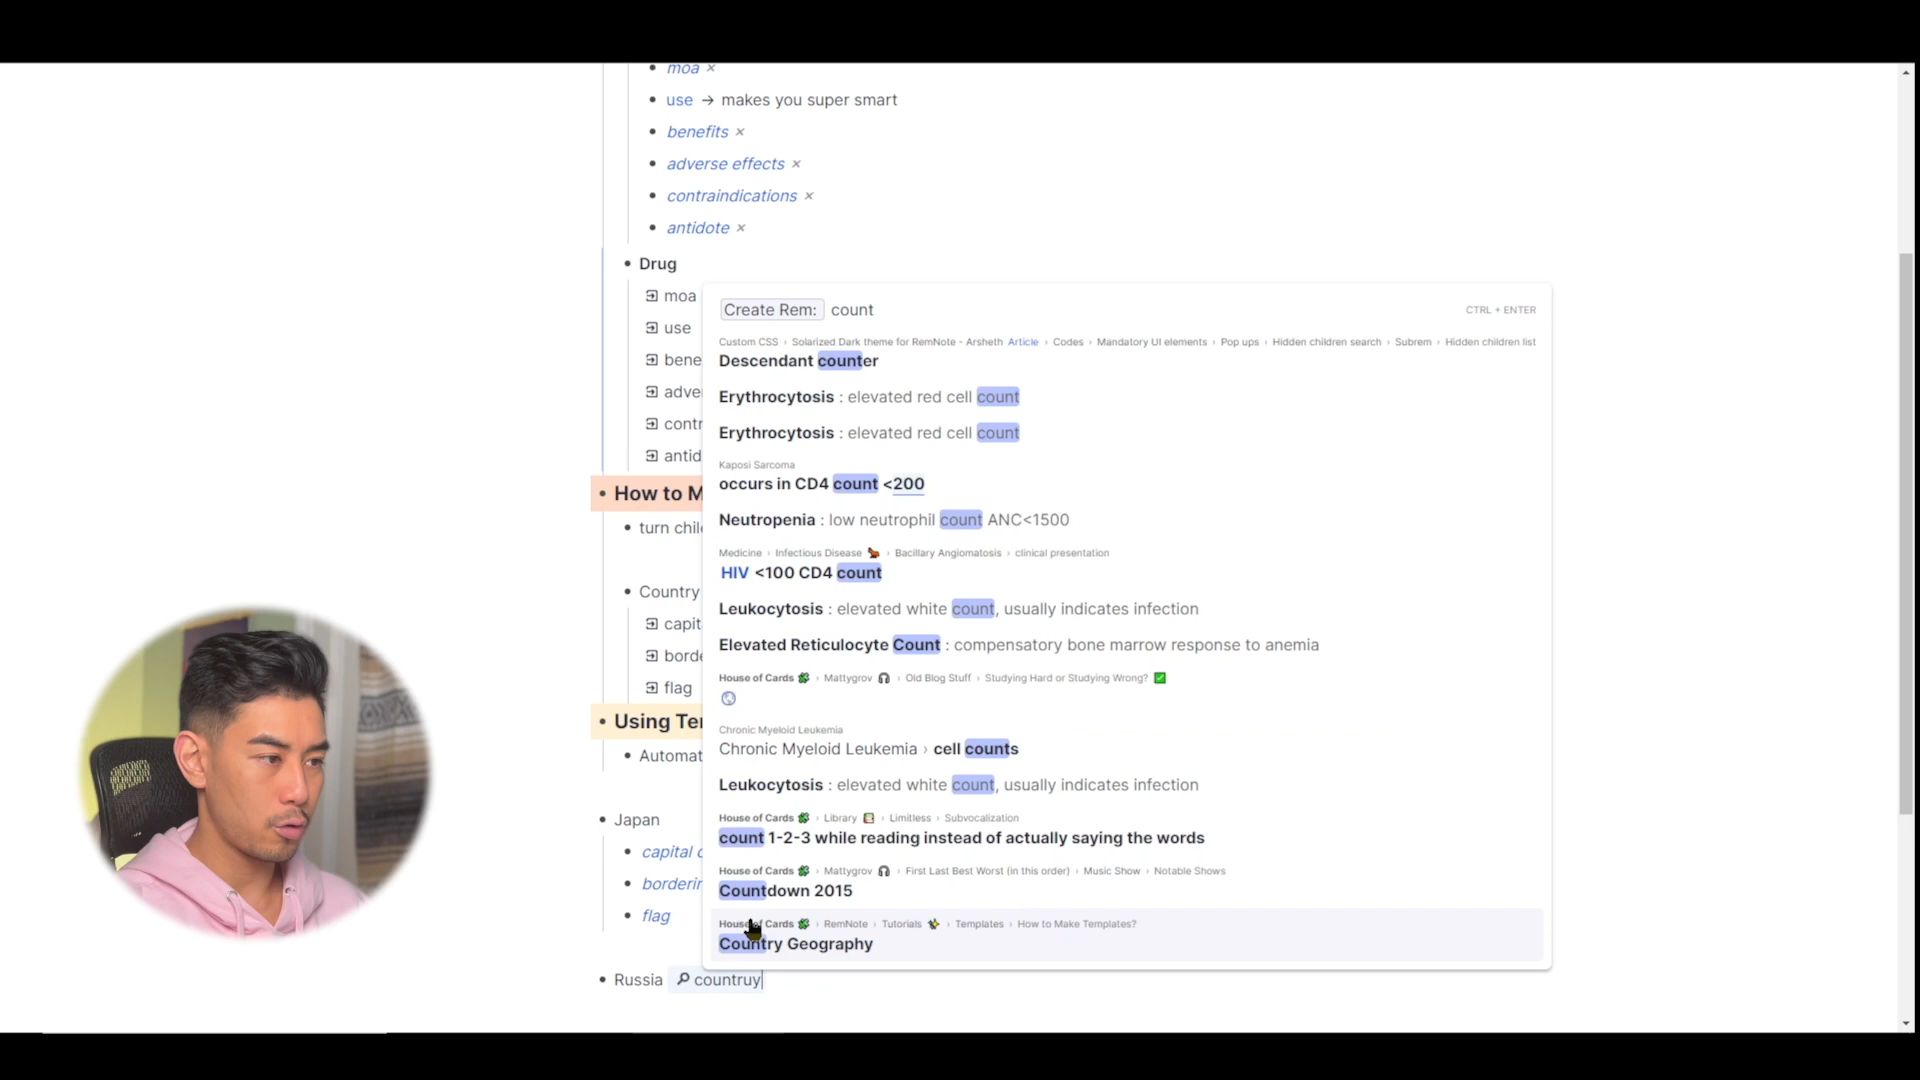 moa ×
use → makes you super smart
benefits ×
adverse effects ×
contraindications ×
antidote ×
Drug
moa
use
bene
adve
contr
antid
How to M
turn chil
Country
capit
borde
flag
Using Te
Automat
Japan
capital c
borderin
flag
Create Rem: count CTRL + ENTER
Custom CSS › Solarized Dark theme for RemNote - Arsheth Article › Codes › Mandatory UI elements › Pop ups › Hidden children search › Subrem › Hidden children list
Descendant counter
Erythrocytosis : elevated red cell count
Erythrocytosis : elevated red cell count
Kaposi Sarcoma
occurs in CD4 count <200
Neutropenia : low neutrophil count ANC<1500
Medicine › Infectious Disease › Bacillary Angiomatosis › clinical presentation
HIV <100 CD4 count
Leukocytosis : elevated white count, usually indicates infection
Elevated Reticulocyte Count : compensatory bone marrow response to anemia
House of Cards › Mattygrov › Old Blog Stuff › Studying Hard or Studying Wrong?
Chronic Myeloid Leukemia
Chronic Myeloid Leukemia › cell counts
Leukocytosis : elevated white count, usually indicates infection
House of Cards › Library › Limitless › Subvocalization
count 1-2-3 while reading instead of actually saying the words
House of Cards › Mattygrov › First Last Best Worst (in this order) › Music Show › Notable Shows
Countdown 2015
House of Cards › RemNote › Tutorials › Templates › How to Make Templates?
Country Geography
Russia countruy